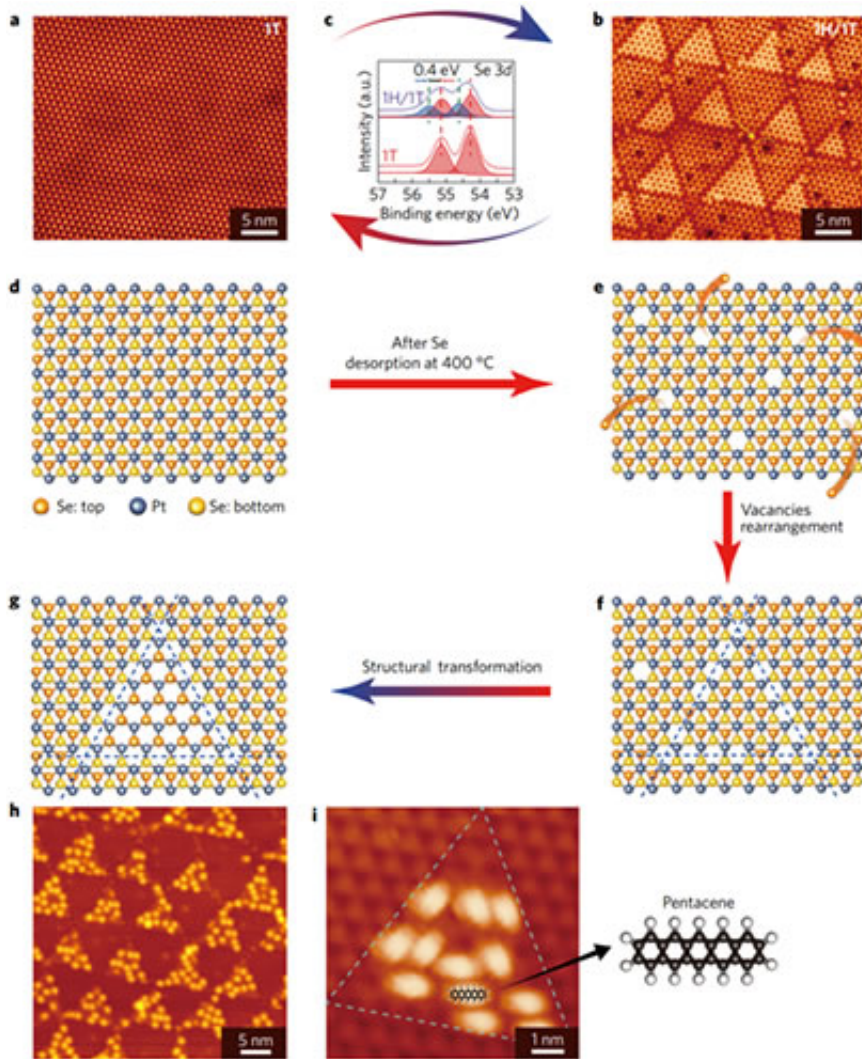 a
1T
5 nm
c
0.4 eV Se 3d
1H/1T
1T
Intensity (a.u.)
57 56 55 54 53
Binding energy (eV)
b
1H/1T
5 nm
d
Se: top Pt Se: bottom
After Se
desorption at 400 °C
e
Vacancies
rearrangement
g
Structural transformation
f
h
5 nm
i
1 nm
Pentacene